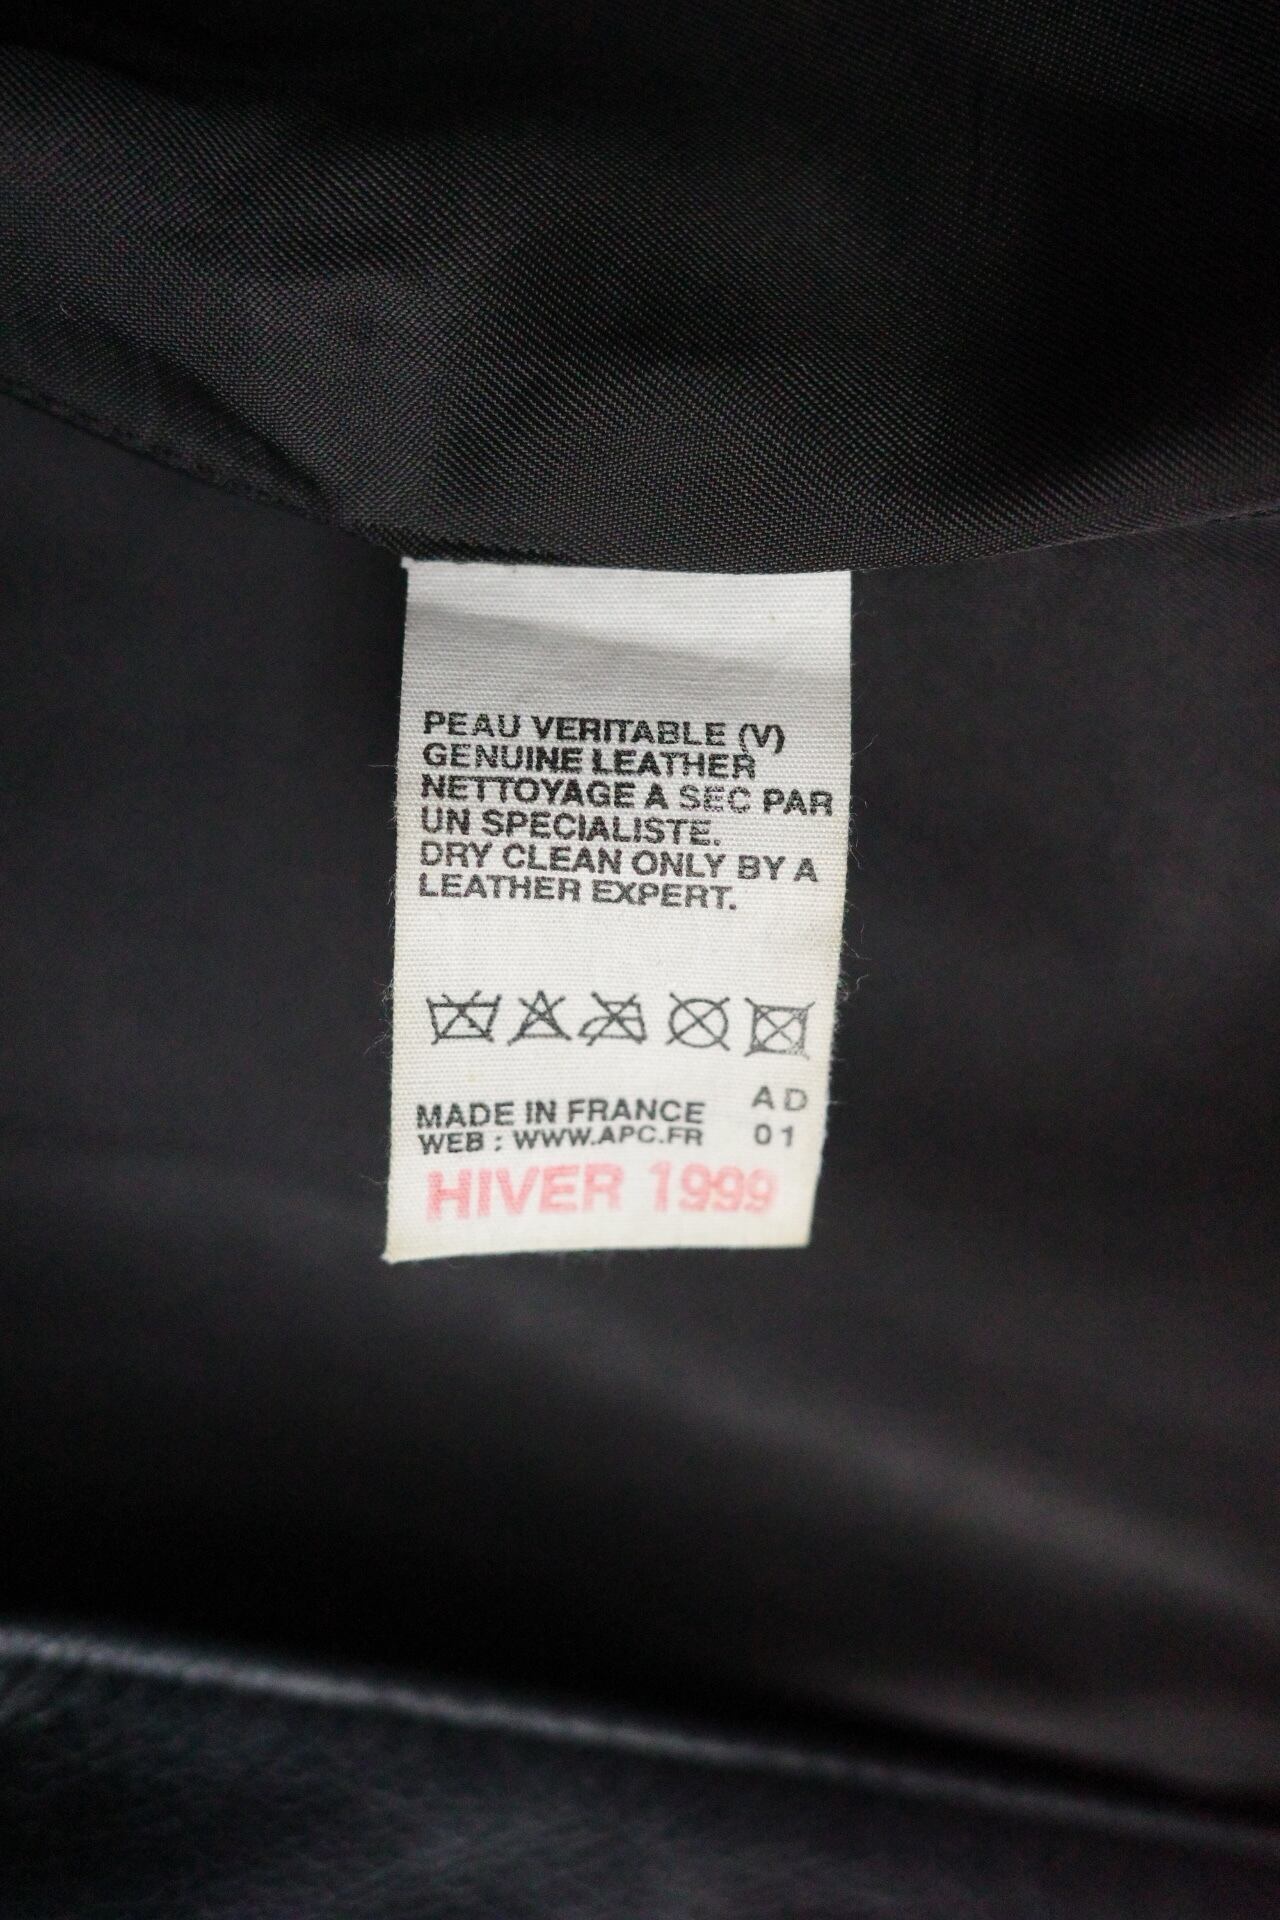 PEAU VERITABLE (V)
GENUINE LEATHER
NETTOYAGE A SEC PAR
UN SPECIALISTE.
DRY CLEAN ONLY BY A
LEATHER EXPERT.
MADE IN FRANCE AD
WEB : WWW.APC.FR 01
HIVER 1999